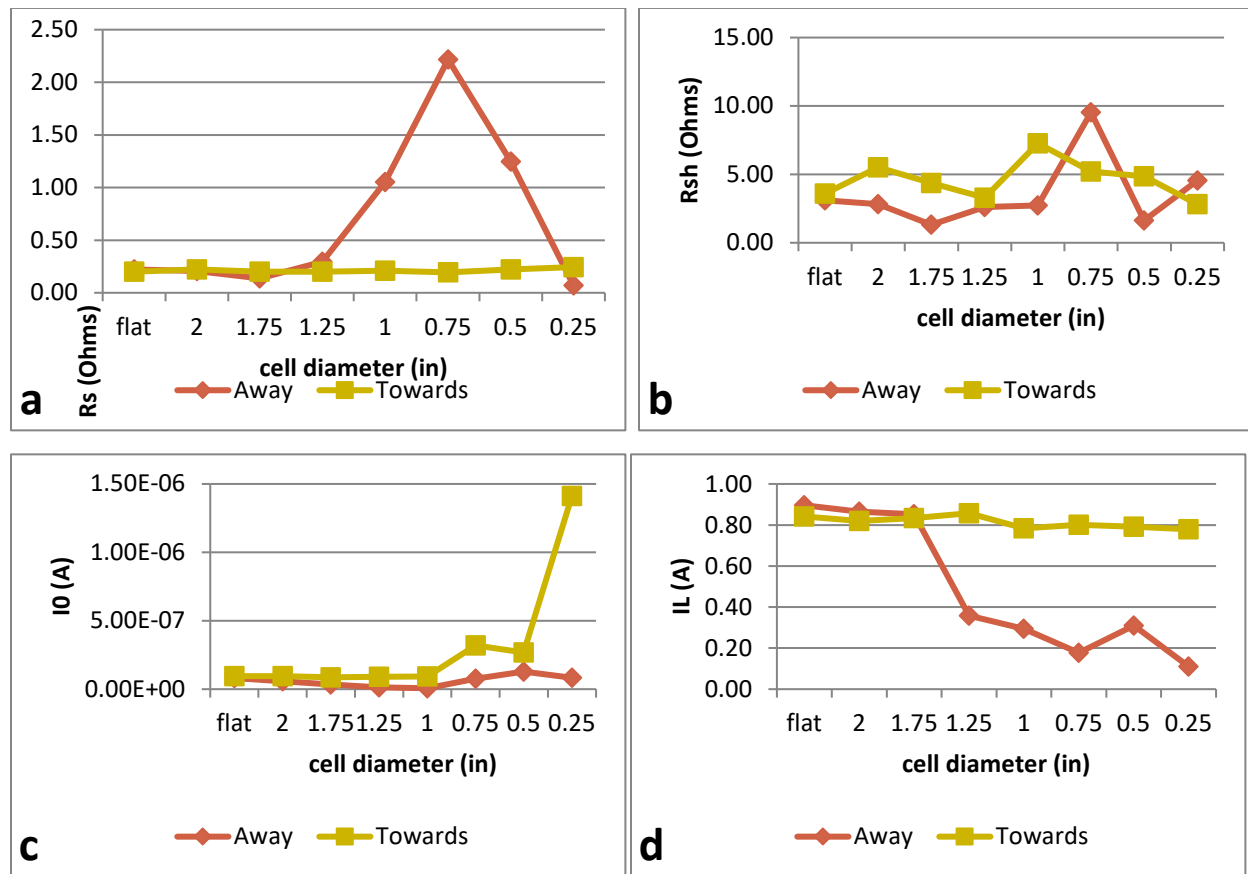 2.50
2.00
1.50
1.00
0.50
0.00
Rs (Ohms)
flat 2 1.75 1.25 1 0.75 0.5 0.25
cell diameter (in)
Away Towards
a
15.00
10.00
5.00
0.00
Rsh (Ohms)
flat 2 1.75 1.25 1 0.75 0.5 0.25
cell diameter (in)
Away Towards
b
1.50E-06
1.00E-06
5.00E-07
0.00E+00
I0 (A)
flat 2 1.75 1.25 1 0.75 0.5 0.25
cell diameter (in)
Away Towards
c
1.00
0.80
0.60
0.40
0.20
0.00
IL (A)
flat 2 1.75 1.25 1 0.75 0.5 0.25
cell diameter (in)
Away Towards
d